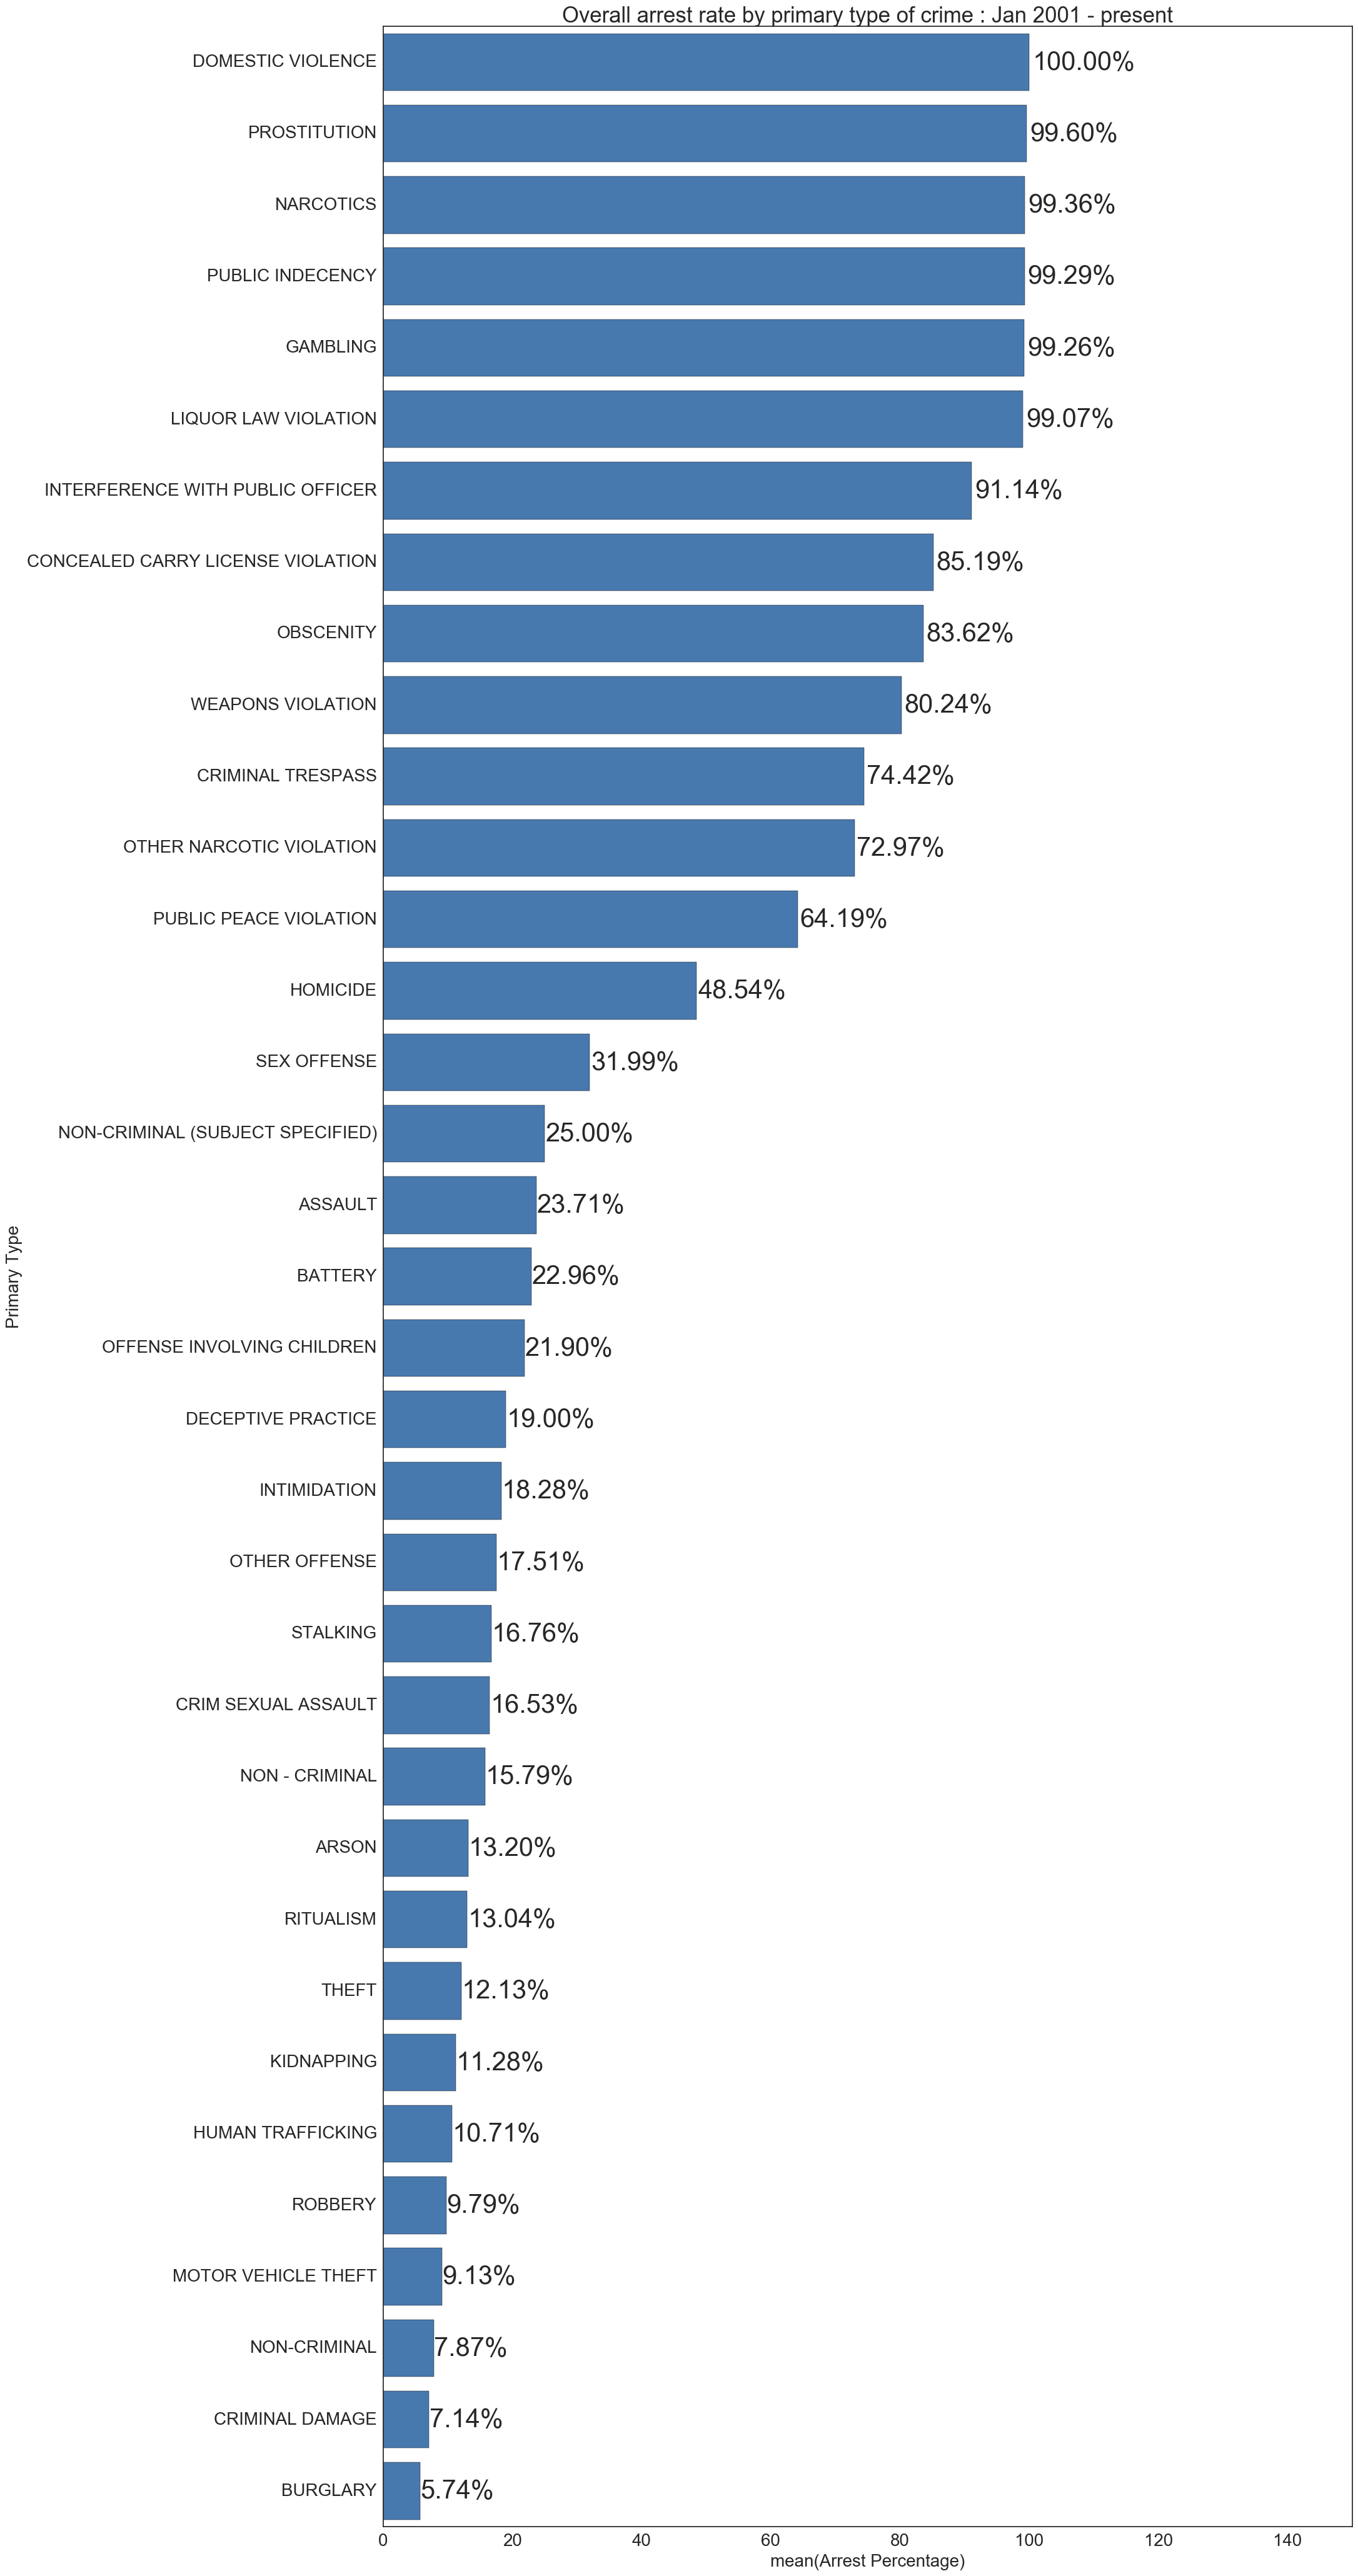 Overall arrest rate by primary type of crime : Jan 2001 - present
DOMESTIC VIOLENCE 100.00%
PROSTITUTION 99.60%
NARCOTICS 99.36%
PUBLIC INDECENCY 99.29%
GAMBLING 99.26%
LIQUOR LAW VIOLATION 99.07%
INTERFERENCE WITH PUBLIC OFFICER 91.14%
CONCEALED CARRY LICENSE VIOLATION 85.19%
OBSCENITY 83.62%
WEAPONS VIOLATION 80.24%
CRIMINAL TRESPASS 74.42%
OTHER NARCOTIC VIOLATION 72.97%
PUBLIC PEACE VIOLATION 64.19%
HOMICIDE 48.54%
SEX OFFENSE 31.99%
NON-CRIMINAL (SUBJECT SPECIFIED) 25.00%
ASSAULT 23.71%
BATTERY 22.96%
OFFENSE INVOLVING CHILDREN 21.90%
DECEPTIVE PRACTICE 19.00%
INTIMIDATION 18.28%
OTHER OFFENSE 17.51%
STALKING 16.76%
CRIM SEXUAL ASSAULT 16.53%
NON - CRIMINAL 15.79%
ARSON 13.20%
RITUALISM 13.04%
THEFT 12.13%
KIDNAPPING 11.28%
HUMAN TRAFFICKING 10.71%
ROBBERY 9.79%
MOTOR VEHICLE THEFT 9.13%
NON-CRIMINAL 7.87%
CRIMINAL DAMAGE 7.14%
BURGLARY 5.74%
Primary Type
0 20 40 60 80 100 120 140
mean(Arrest Percentage)